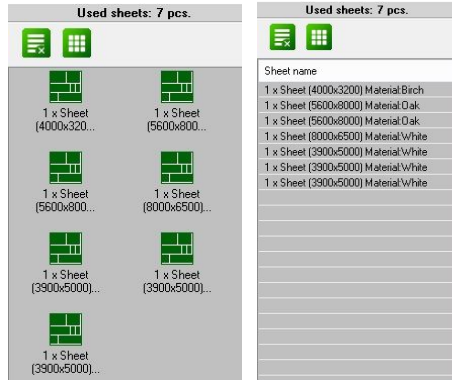 Used sheets: 7 pcs.
1 x Sheet
(4000x320...
1 x Sheet
(5600x800...
1 x Sheet
(5600x800...
1 x Sheet
(8000x6500)...
1 x Sheet
(3900x5000)...
1 x Sheet
(3900x5000)...
1 x Sheet
(3900x5000)...
Used sheets: 7 pcs.
Sheet name
1 x Sheet (4000x3200) Material:Birch
1 x Sheet (5600x8000) Material:Oak
1 x Sheet (5600x8000) Material:Oak
1 x Sheet (8000x6500) Material:White
1 x Sheet (3900x5000) Material:White
1 x Sheet (3900x5000) Material:White
1 x Sheet (3900x5000) Material:White